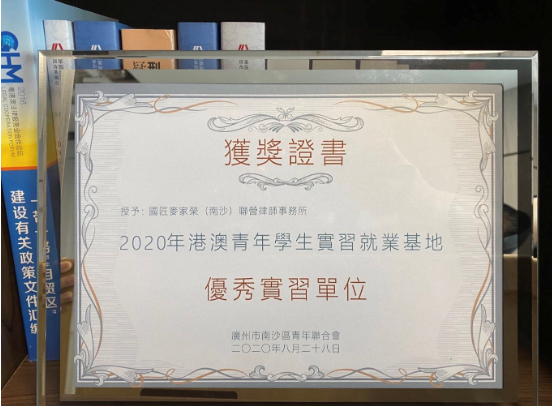 獲獎證書
授予：國匠麥家榮（南沙）聯營律師事務所
2020年港澳青年學生實習就業基地
優秀實習單位
廣州市南沙區青年聯合會
二〇二〇年八月二十八日
建设有关政策文件汇编